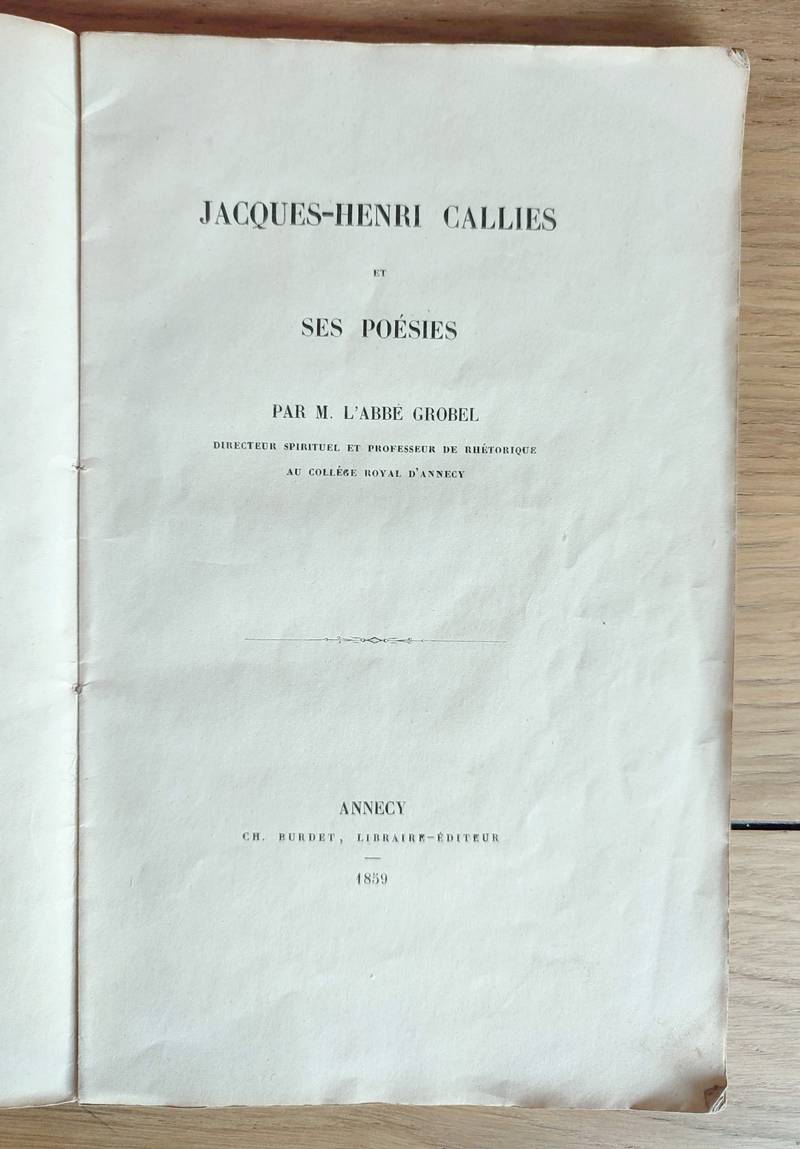 JACQUES-HENRI CALLIES
ET
SES POÉSIES
PAR M. L'ABBÉ GROBEL
DIRECTEUR SPIRITUEL ET PROFESSEUR DE RHÉTORIQUE
AU COLLÉGE ROYAL D'ANNECY
ANNECY
CH. BURDET, LIBRAIRE-ÉDITEUR
1859